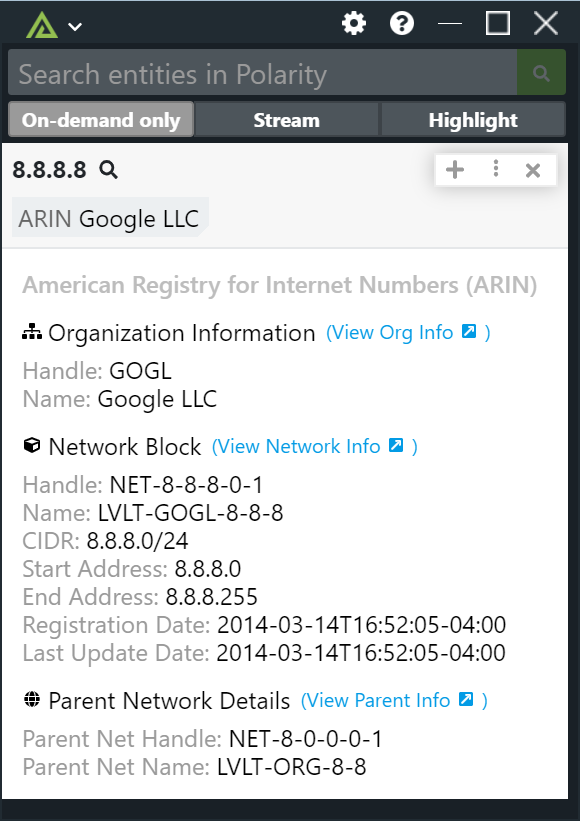 Search entities in Polarity
On-demand only Stream Highlight
8.8.8.8
ARIN Google LLC
American Registry for Internet Numbers (ARIN)
Organization Information (View Org Info )
Handle: GOGL
Name: Google LLC
Network Block (View Network Info )
Handle: NET-8-8-8-0-1
Name: LVLT-GOGL-8-8-8
CIDR: 8.8.8.0/24
Start Address: 8.8.8.0
End Address: 8.8.8.255
Registration Date: 2014-03-14T16:52:05-04:00
Last Update Date: 2014-03-14T16:52:05-04:00
Parent Network Details (View Parent Info )
Parent Net Handle: NET-8-0-0-0-1
Parent Net Name: LVLT-ORG-8-8